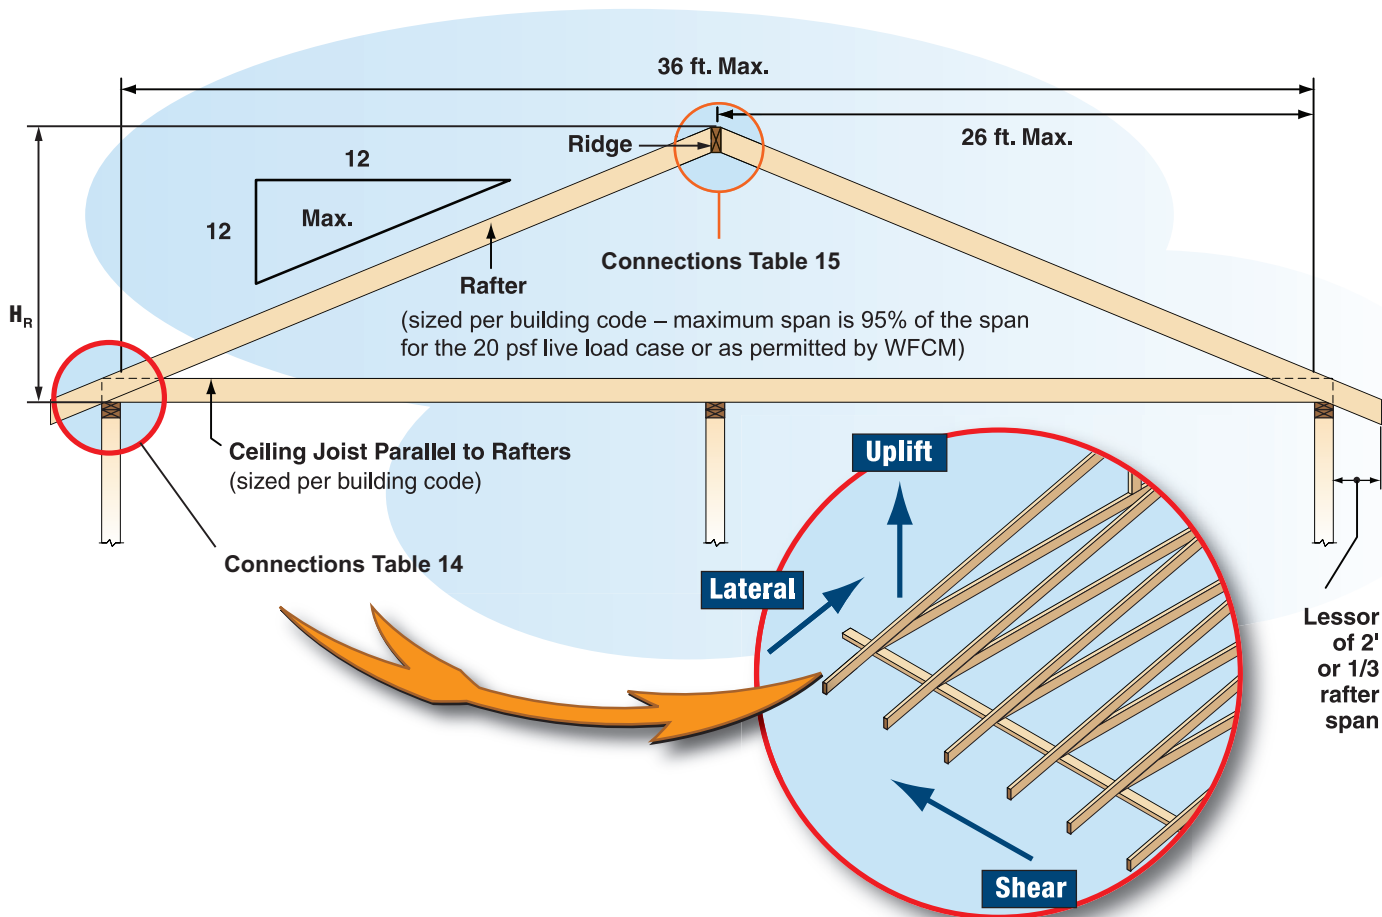 36 ft. Max.
26 ft. Max.
Ridge
12
12
Max.
Connections Table 15
Rafter
(sized per building code – maximum span is 95% of the span
for the 20 psf live load case or as permitted by WFCM)
HR
Ceiling Joist Parallel to Rafters
(sized per building code)
Connections Table 14
Uplift
Lateral
Shear
Lessor
of 2'
or 1/3
rafter
span